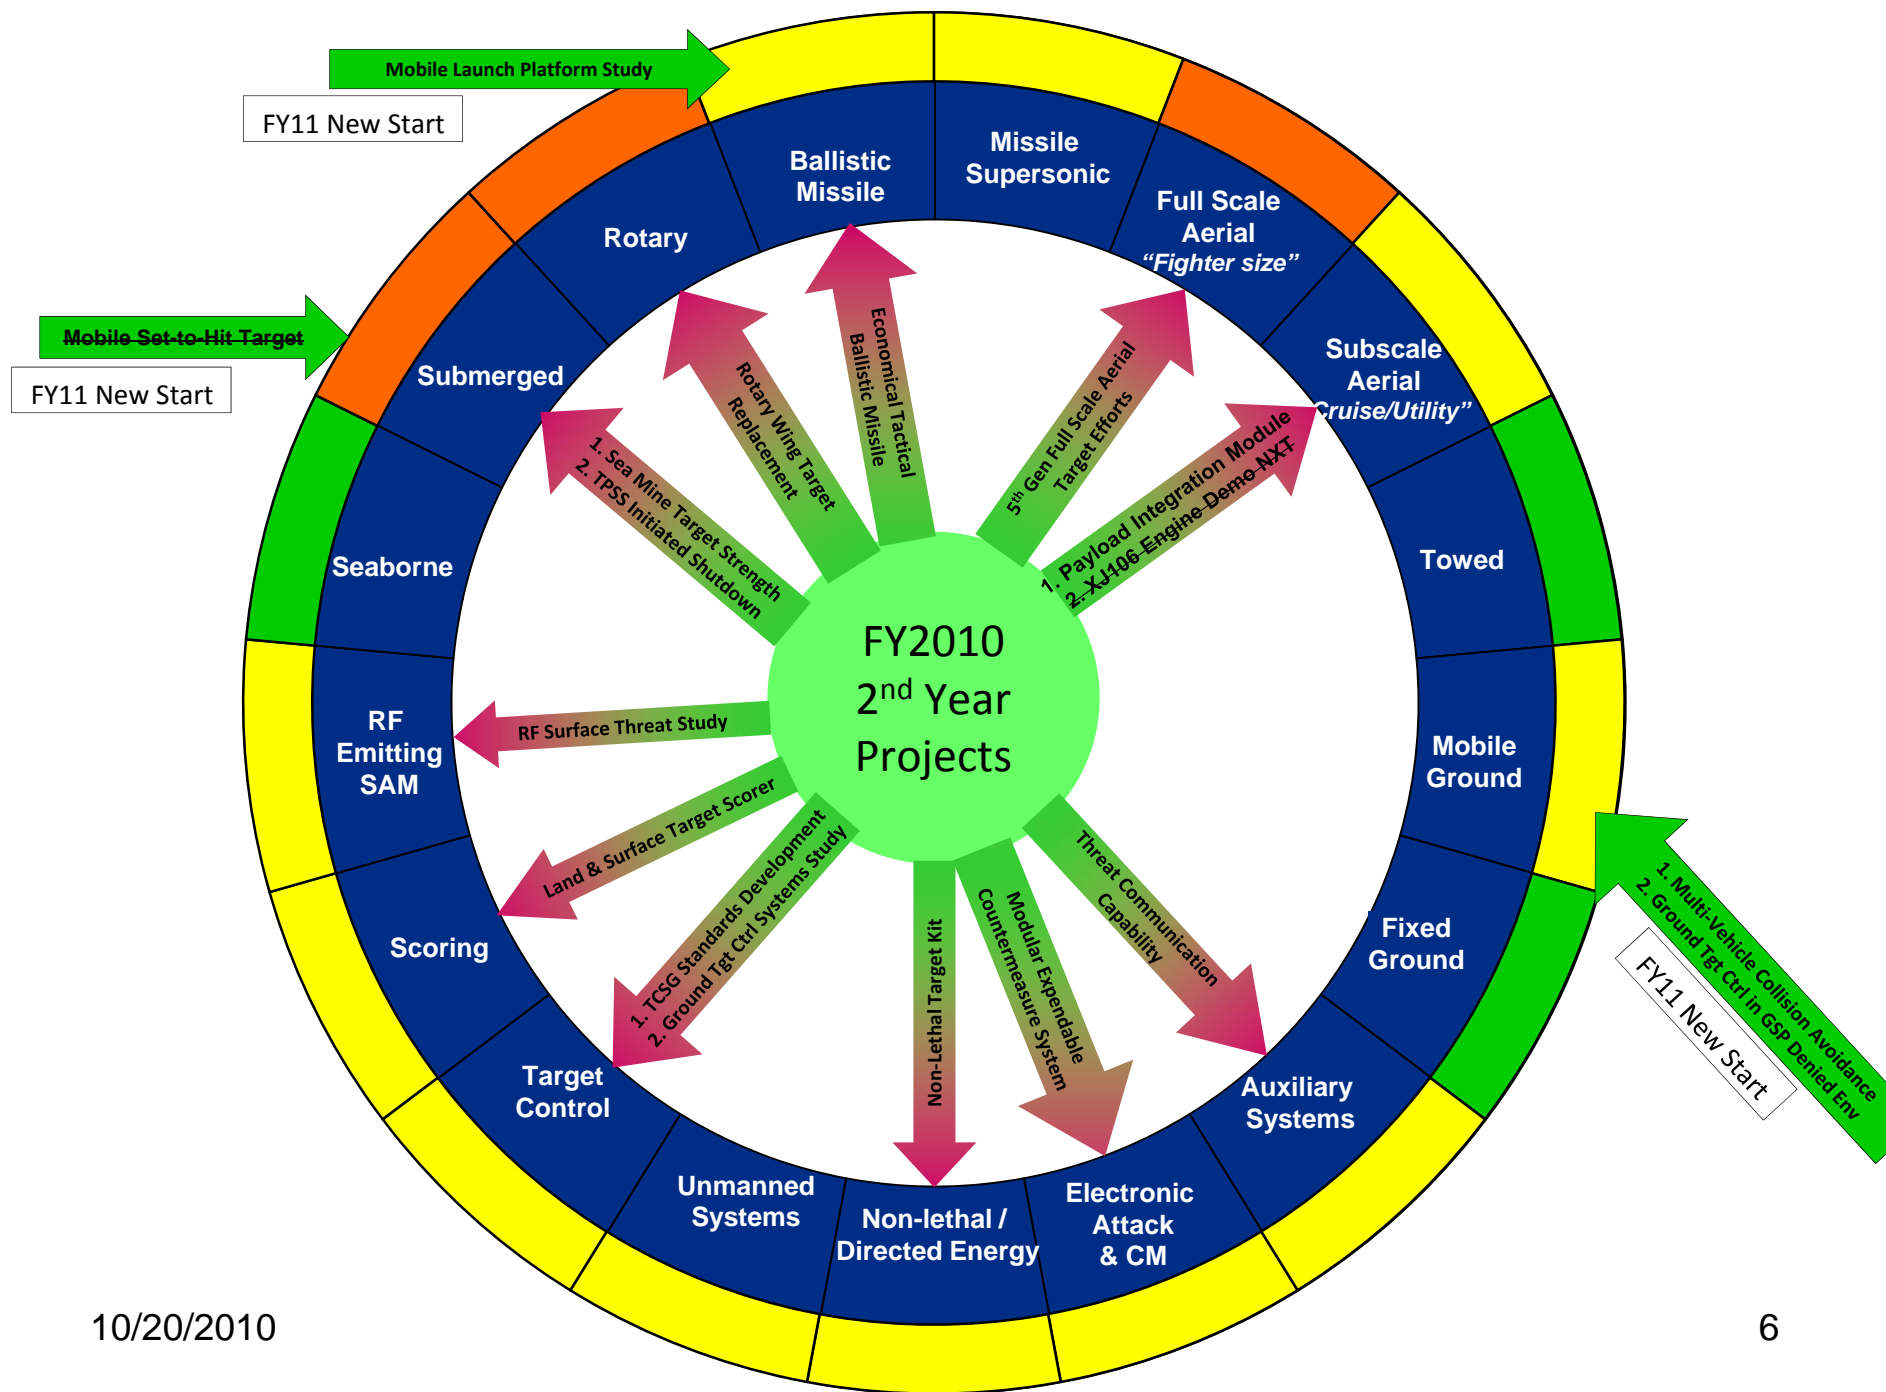 Mobile Launch Platform Study
FY11 New Start
Mobile Set-to-Hit Target
FY11 New Start
Ballistic
Missile
Missile
Supersonic
Full Scale
Aerial
“Fighter size”
Subscale
Aerial
Cruise/Utility”
Towed
Mobile
Ground
Fixed
Ground
Auxiliary
Systems
Electronic
Attack
& CM
Non-lethal /
Directed Energy
Unmanned
Systems
Target
Control
Scoring
RF
Emitting
SAM
Seaborne
Submerged
Rotary
Economical Tactical
Ballistic Missile
5th Gen Full Scale Aerial
Target Efforts
1. Payload Integration Module
2. XJ106 Engine Demo NXT
Threat Communication
Capability
Modular Expendable
Countermeasure System
Non-Lethal Target Kit
1. TCSG Standards Development
2. Ground Tgt Ctrl Systems Study
Land & Surface Target Scorer
RF Surface Threat Study
1. Sea Mine Target Strength
2. TPSS Initiated Shutdown
Rotary Wing Target
Replacement
FY2010
2nd Year
Projects
1. Multi-Vehicle Collision Avoidance
2. Ground Tgt Ctrl in GSP Denied Env
FY11 New Start
10/20/2010
6